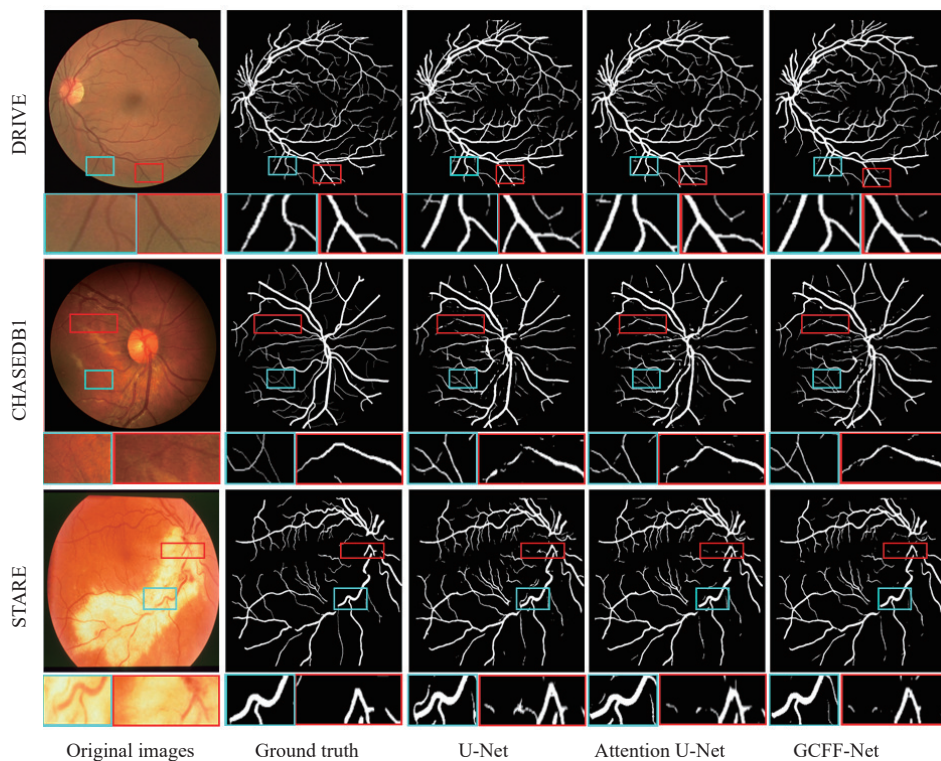 DRIVE
CHASEDB1
STARE
Original images
Ground truth
U-Net
Attention U-Net
GCFF-Net